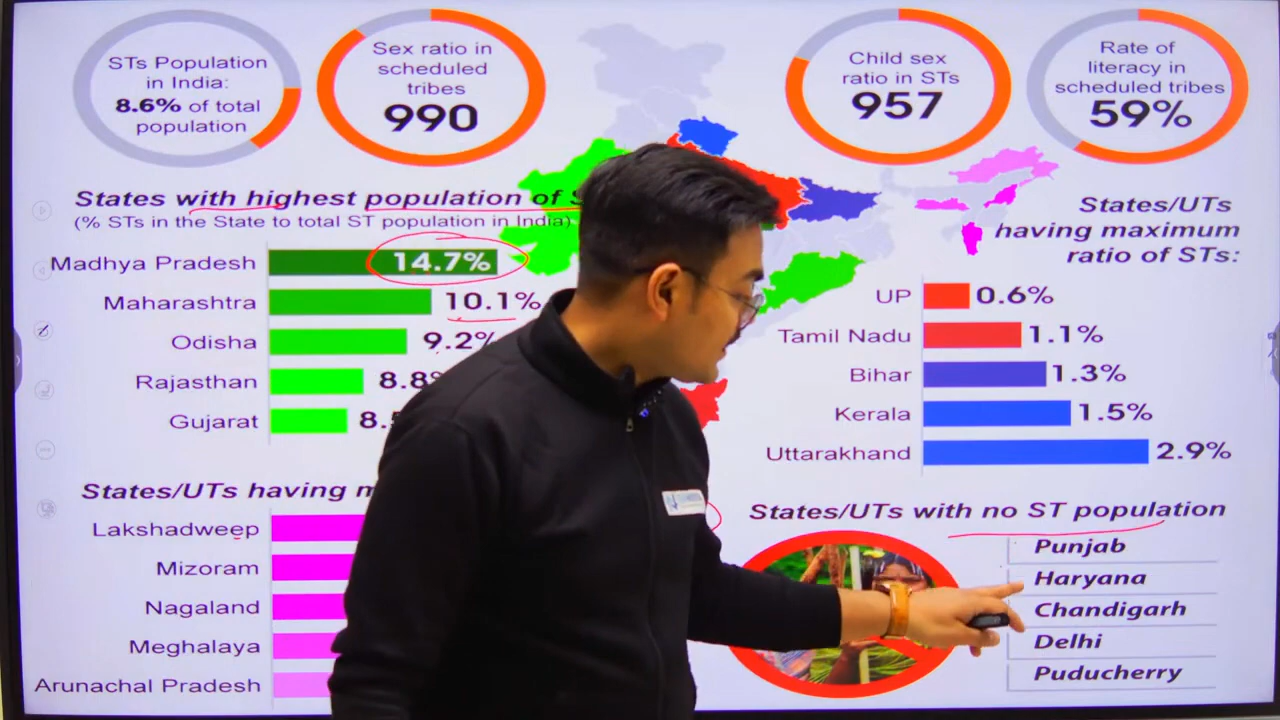 STs Population
in India:
8.6% of total
population
Sex ratio in
scheduled
tribes
990
Child sex
ratio in STs
957
Rate of
literacy in
scheduled tribes
59%
States with highest population of
(% STs in the State to total ST population in India)
Madhya Pradesh 14.7%
Maharashtra 10.1%
Odisha 9.2%
Rajasthan 8.8%
Gujarat
States/UTs having
Lakshadweep
Mizoram
Nagaland
Meghalaya
Arunachal Pradesh
States/UTs
having maximum
ratio of STs:
UP 0.6%
Tamil Nadu 1.1%
Bihar 1.3%
Kerala 1.5%
Uttarakhand 2.9%
States/UTs with no ST population
Punjab
Haryana
Chandigarh
Delhi
Puducherry